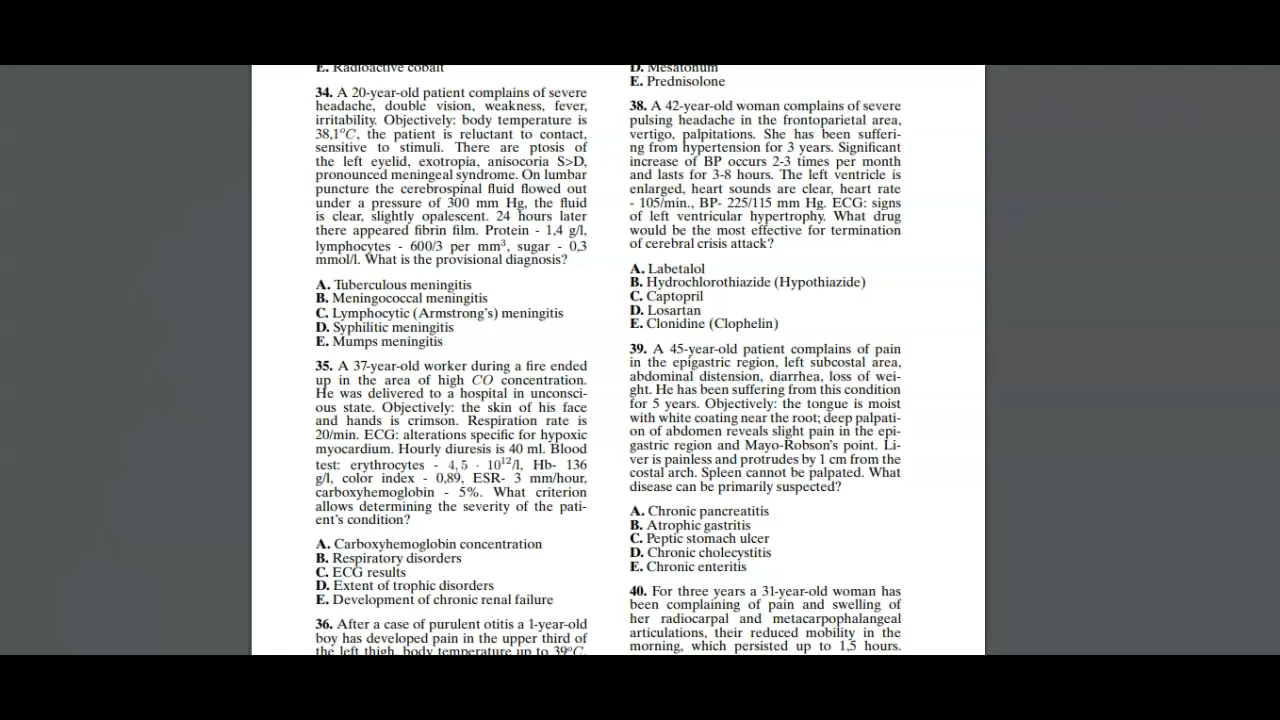 E. Radioactive cobalt
34. A 20-year-old patient complains of severe
headache, double vision, weakness, fever,
irritability. Objectively: body temperature is
38,1°C, the patient is reluctant to contact,
sensitive to stimuli. There are ptosis of
the left eyelid, exotropia, anisocoria S>D,
pronounced meningeal syndrome. On lumbar
puncture the cerebrospinal fluid flowed out
under a pressure of 300 mm Hg, the fluid
is clear, slightly opalescent. 24 hours later
there appeared fibrin film. Protein - 1,4 g/l,
lymphocytes - 600/3 per mm³, sugar - 0,3
mmol/l. What is the provisional diagnosis?
A. Tuberculous meningitis
B. Meningococcal meningitis
C. Lymphocytic (Armstrong's) meningitis
D. Syphilitic meningitis
E. Mumps meningitis
35. A 37-year-old worker during a fire ended
up in the area of high CO concentration.
He was delivered to a hospital in unconsci-
ous state. Objectively: the skin of his face
and hands is crimson. Respiration rate is
20/min. ECG: alterations specific for hypoxic
myocardium. Hourly diuresis is 40 ml. Blood
test: erythrocytes - 4,5 · 10¹²/l, Hb- 136
g/l, color index - 0,89, ESR- 3 mm/hour,
carboxyhemoglobin - 5%. What criterion
allows determining the severity of the pati-
ent's condition?
A. Carboxyhemoglobin concentration
B. Respiratory disorders
C. ECG results
D. Extent of trophic disorders
E. Development of chronic renal failure
36. After a case of purulent otitis a 1-year-old
boy has developed pain in the upper third of
the left thigh, body temperature up to 39°C.
D. Mesatonum
E. Prednisolone
38. A 42-year-old woman complains of severe
pulsing headache in the frontoparietal area,
vertigo, palpitations. She has been sufferi-
ng from hypertension for 3 years. Significant
increase of BP occurs 2-3 times per month
and lasts for 3-8 hours. The left ventricle is
enlarged, heart sounds are clear, heart rate
- 105/min., BP- 225/115 mm Hg. ECG: signs
of left ventricular hypertrophy. What drug
would be the most effective for termination
of cerebral crisis attack?
A. Labetalol
B. Hydrochlorothiazide (Hypothiazide)
C. Captopril
D. Losartan
E. Clonidine (Clophelin)
39. A 45-year-old patient complains of pain
in the epigastric region, left subcostal area,
abdominal distension, diarrhea, loss of wei-
ght. He has been suffering from this condition
for 5 years. Objectively: the tongue is moist
with white coating near the root; deep palpati-
on of abdomen reveals slight pain in the epi-
gastric region and Mayo-Robson's point. Li-
ver is painless and protrudes by 1 cm from the
costal arch. Spleen cannot be palpated. What
disease can be primarily suspected?
A. Chronic pancreatitis
B. Atrophic gastritis
C. Peptic stomach ulcer
D. Chronic cholecystitis
E. Chronic enteritis
40. For three years a 31-year-old woman has
been complaining of pain and swelling of
her radiocarpal and metacarpophalangeal
articulations, their reduced mobility in the
morning, which persisted up to 1,5 hours.